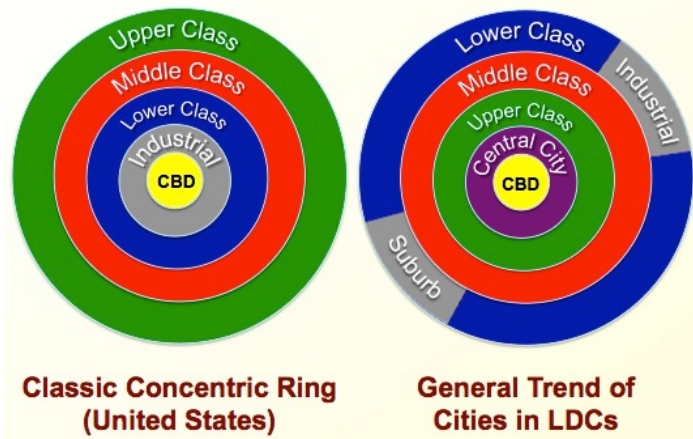 Upper Class
Middle Class
Lower Class
Industrial
CBD
Classic Concentric Ring
(United States)
Lower Class
Industrial
Middle Class
Upper Class
Central City
CBD
Suburb
General Trend of
Cities in LDCs